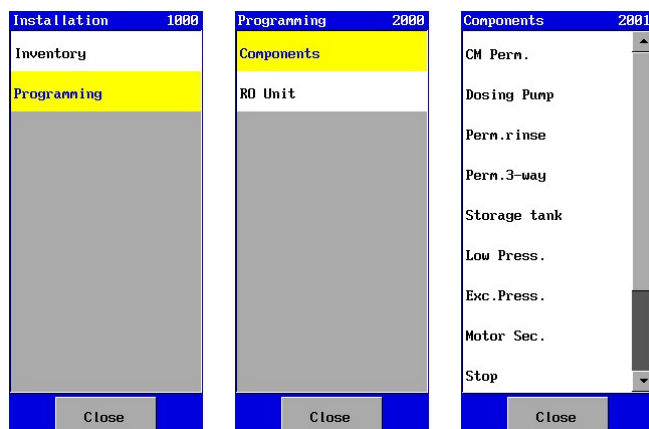 Installation 1000
Inventory
Programming
Close
Programming 2000
Components
RO Unit
Close
Components 2001
CM Perm.
Dosing Pump
Perm.rinse
Perm.3-way
Storage tank
Low Press.
Exc.Press.
Motor Sec.
Stop
Close